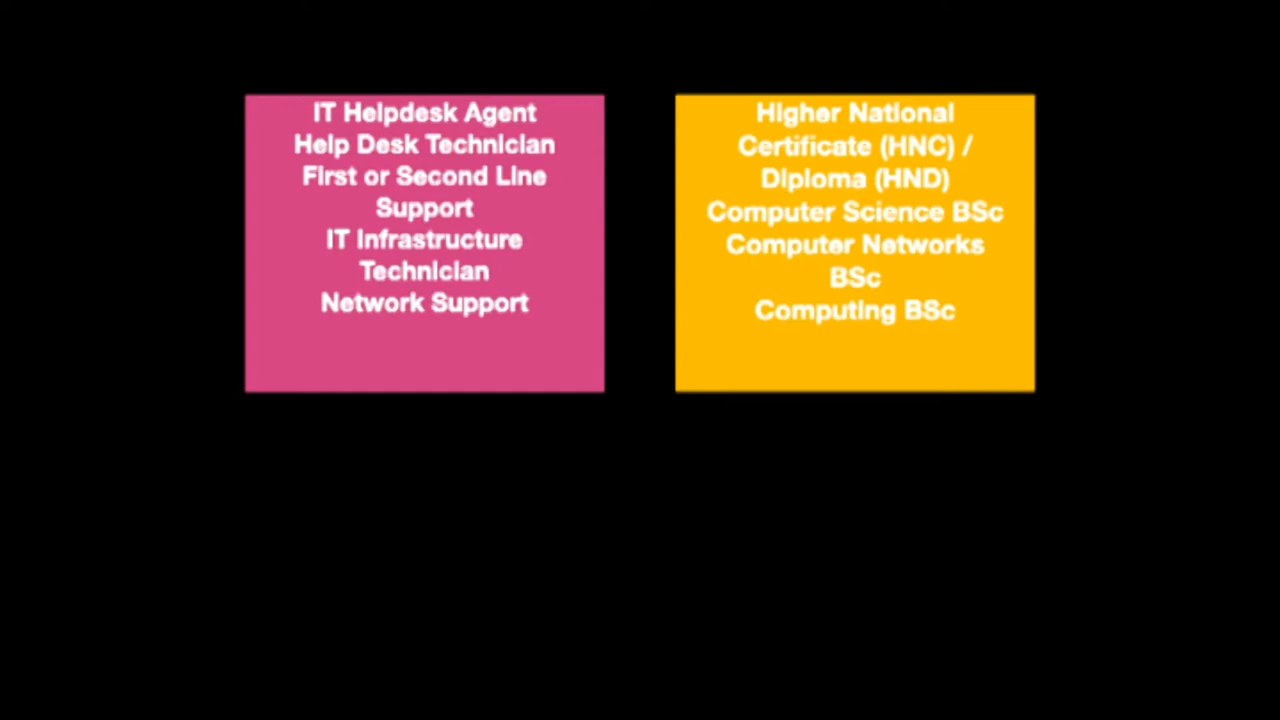 IT Helpdesk Agent
Help Desk Technician
First or Second Line
Support
IT Infrastructure
Technician
Network Support
Higher National
Certificate (HNC) /
Diploma (HND)
Computer Science BSc
Computer Networks
BSc
Computing BSc